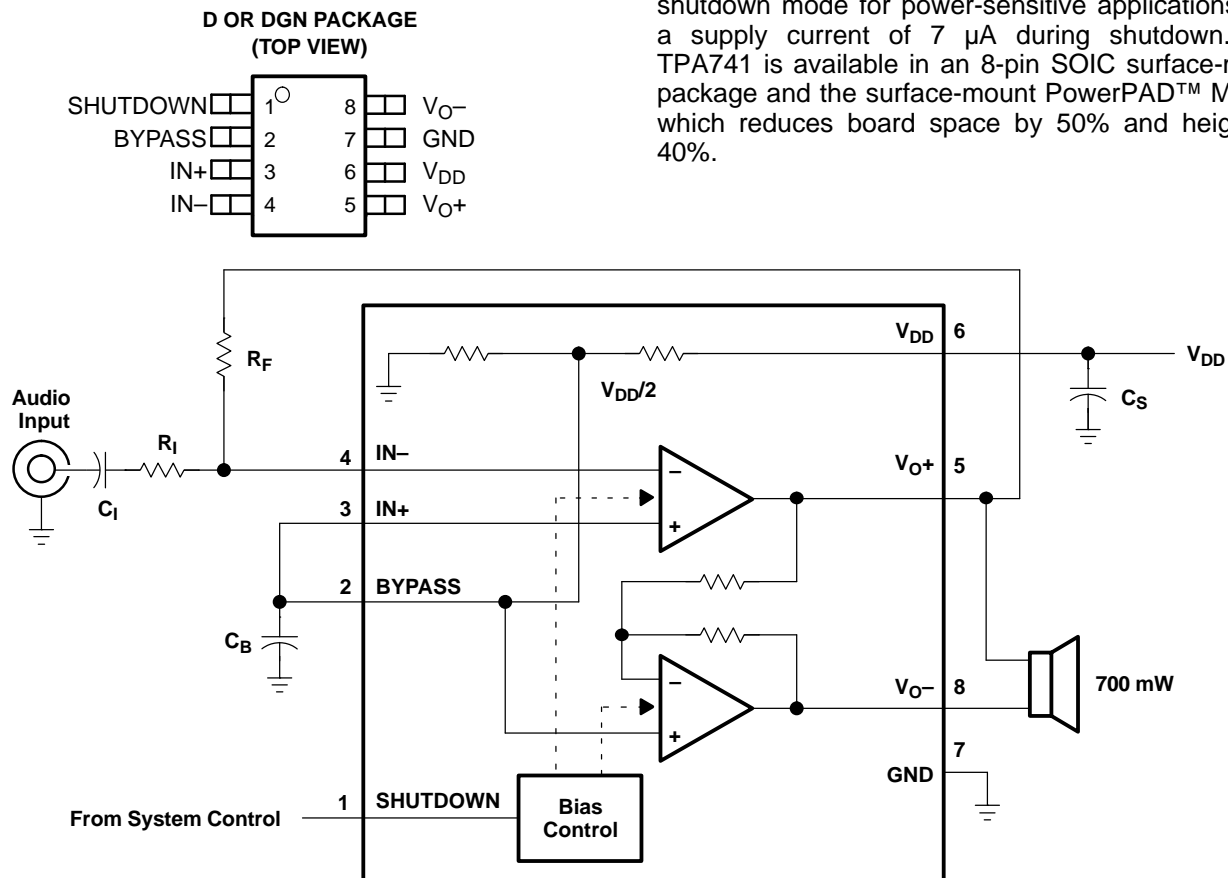 D OR DGN PACKAGE
(TOP VIEW)
SHUTDOWN 1 8 VO–
BYPASS 2 7 GND
IN+ 3 6 VDD
IN– 4 5 VO+
shutdown mode for power-sensitive applications
a supply current of 7 µA during shutdown.
TPA741 is available in an 8-pin SOIC surface-
package and the surface-mount PowerPAD™
which reduces board space by 50% and
40%.
VDD 6
VDD
RF
VDD/2
CS
Audio
Input
RI
CI
4 IN–
VO+ 5
–
3 IN+
+
2 BYPASS
CB
–
VO– 8
700 mW
+
7
GND
1 SHUTDOWN
From System Control
Bias
Control